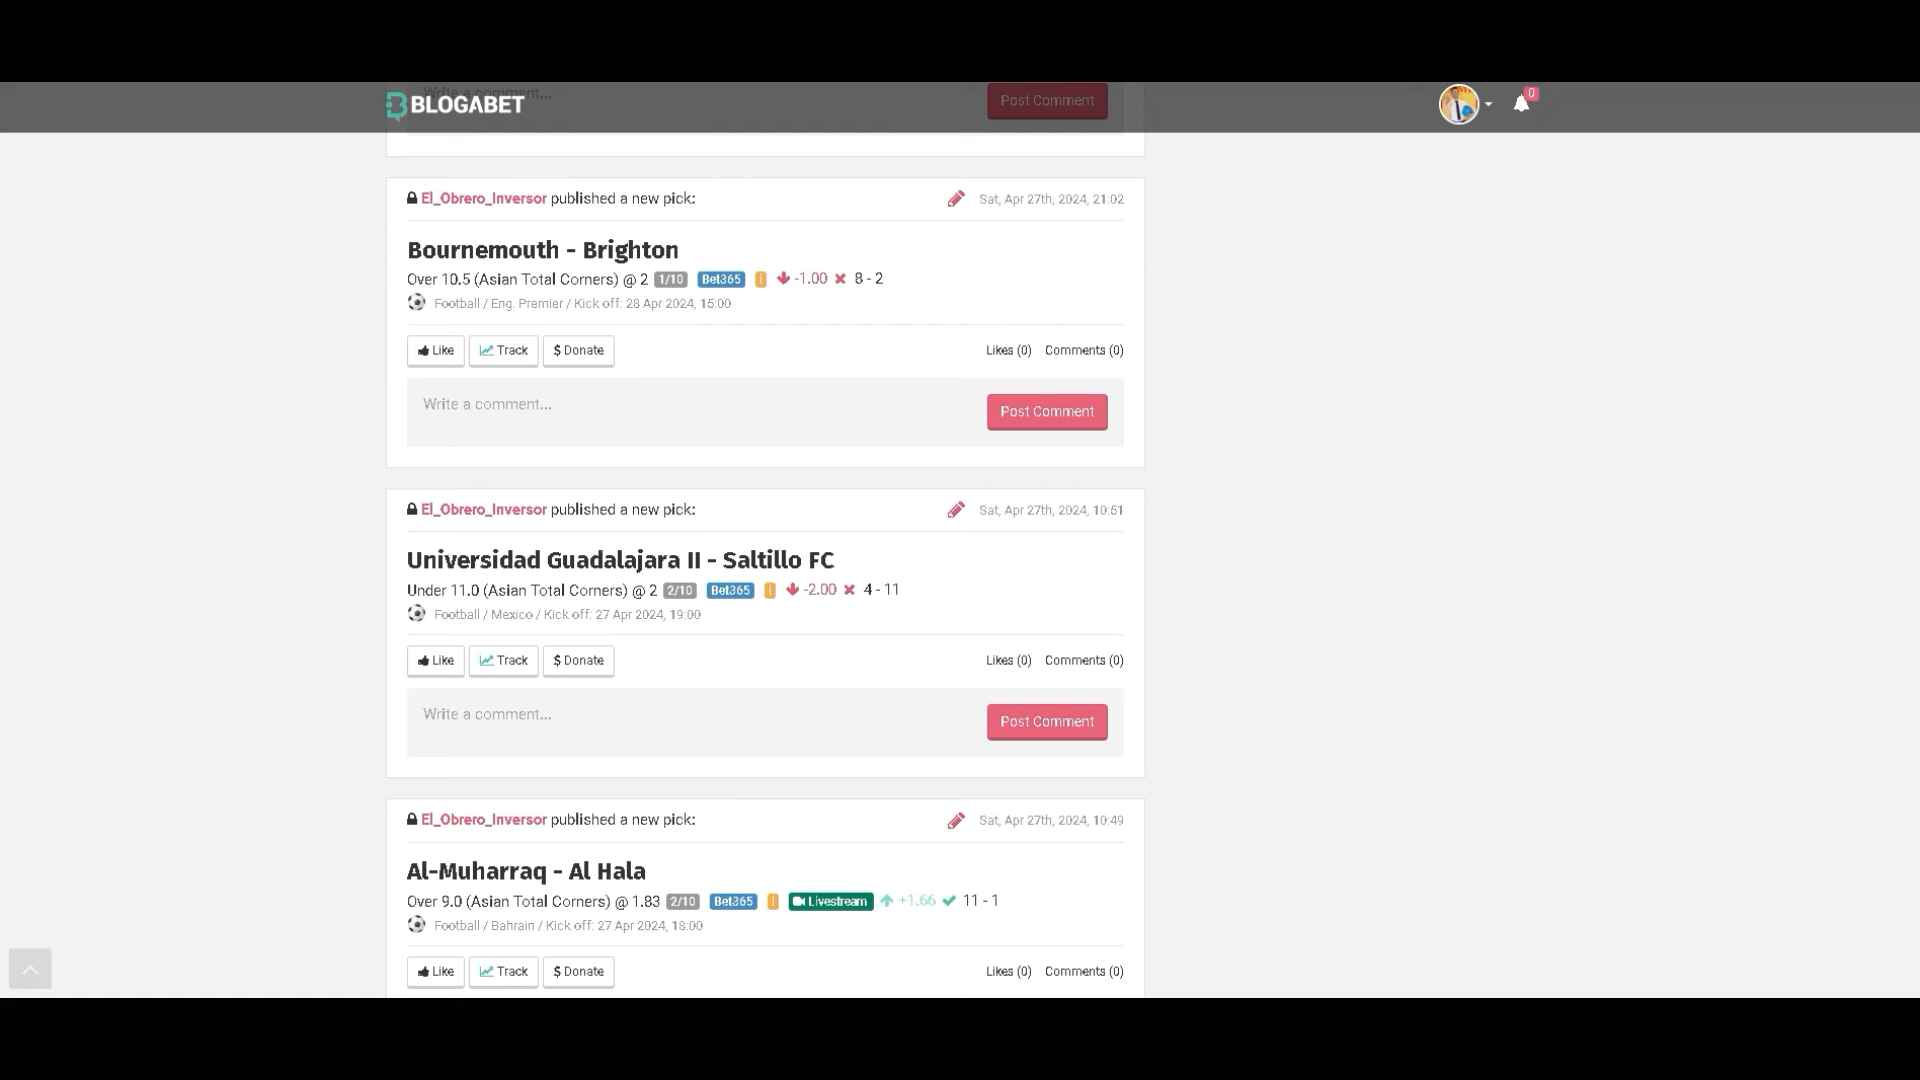 Write a comment...
BLOGABET
Post Comment
0
El_Obrero_Inversor published a new pick:
Sat, Apr 27th, 2024, 21:02
Bournemouth - Brighton
Over 10.5 (Asian Total Corners) @ 2 1/10 Bet365 i -1.00 8 - 2
Football / Eng. Premier / Kick off: 28 Apr 2024, 15:00
Like Track $ Donate Likes (0) Comments (0)
Write a comment...
Post Comment
El_Obrero_Inversor published a new pick:
Sat, Apr 27th, 2024, 10:51
Universidad Guadalajara II - Saltillo FC
Under 11.0 (Asian Total Corners) @ 2 2/10 Bet365 i -2.00 4 - 11
Football / Mexico / Kick off: 27 Apr 2024, 19:00
Like Track $ Donate Likes (0) Comments (0)
Write a comment...
Post Comment
El_Obrero_Inversor published a new pick:
Sat, Apr 27th, 2024, 10:49
Al-Muharraq - Al Hala
Over 9.0 (Asian Total Corners) @ 1.83 2/10 Bet365 i Livestream +1.66 11 - 1
Football / Bahrain / Kick off: 27 Apr 2024, 18:00
Like Track $ Donate Likes (0) Comments (0)